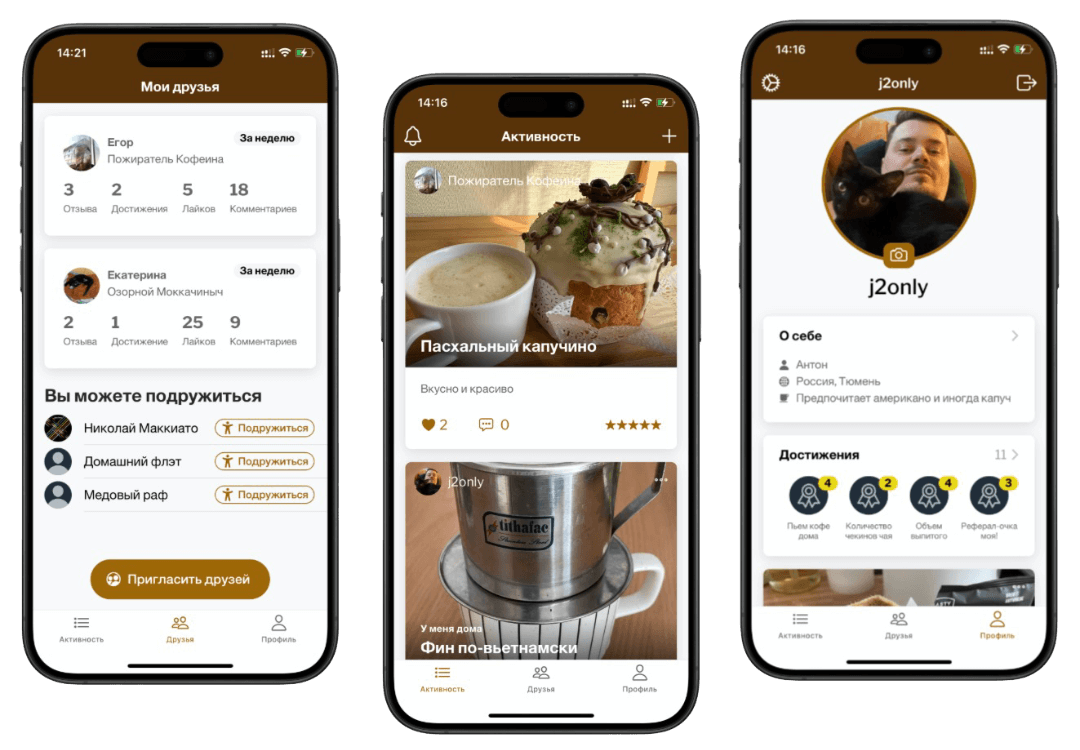 14:21
Мои друзья
Егор
За неделю
Пожиратель Кофеина
3 2 5 18
Отзыва Достижения Лайков Комментариев
Екатерина
За неделю
Озорной Моккачиныч
2 1 25 9
Отзыва Достижение Лайков Комментариев
Вы можете подружиться
Николай Маккиато Подружиться
Домашний флэт Подружиться
Медовый раф Подружиться
Пригласить друзей
Активность Друзья Профиль
14:16
Активность
Пожиратель Кофеина
Пасхальный капучино
Вкусно и красиво
2 0
j2only
tithafac
У меня дома
Фин по-вьетнамски
Активность Друзья Профиль
14:16
j2only
j2only
О себе
Антон
Россия, Тюмень
Предпочитает американо и иногда капуч
Достижения 11
4 2 4 3
Пьем кофе дома
Количество чекинов чая
Объем выпитого
Реферал-очка моя!
Активность Друзья Профиль